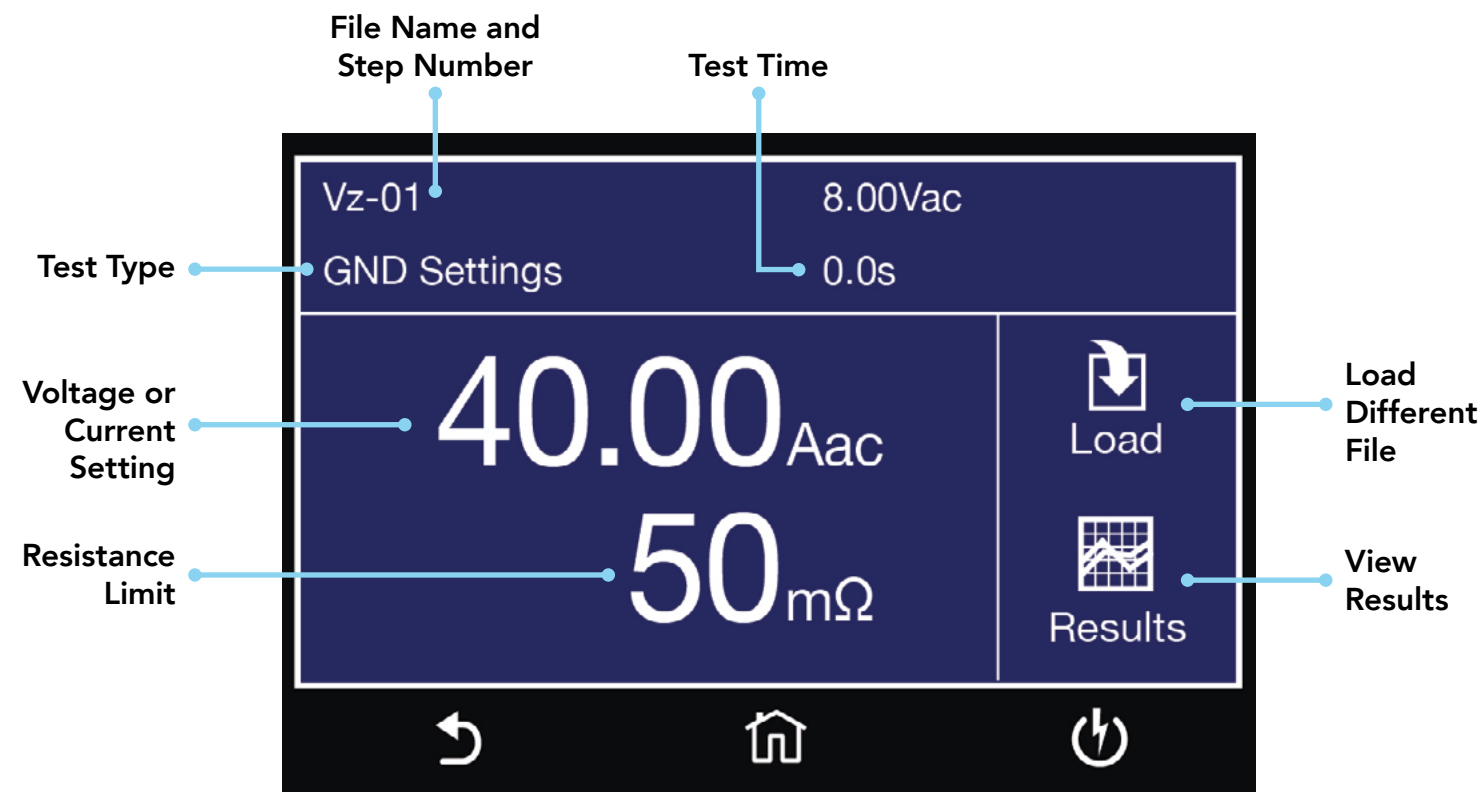 File Name and
Step Number
Test Time
Vz-01
8.00Vac
Test Type
GND Settings
0.0s
Voltage or
Current
Setting
40.00Aac
Load
Load
Different
File
Resistance
Limit
50mΩ
Results
View
Results